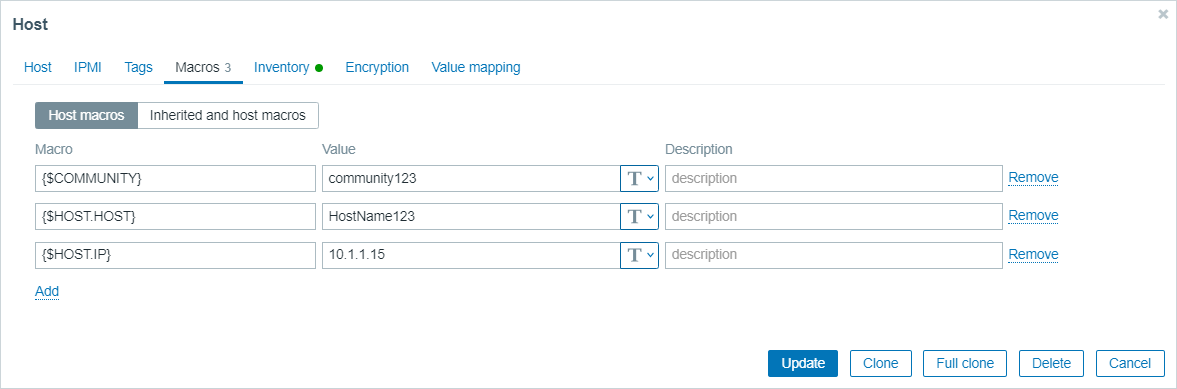 Host
Host IPMI Tags Macros 3 Inventory Encryption Value mapping
Host macros Inherited and host macros
Macro Value Description
{$COMMUNITY} community123 T description Remove
{$HOST.HOST} HostName123 T description Remove
{$HOST.IP} 10.1.1.15 T description Remove
Add
Update Clone Full clone Delete Cancel